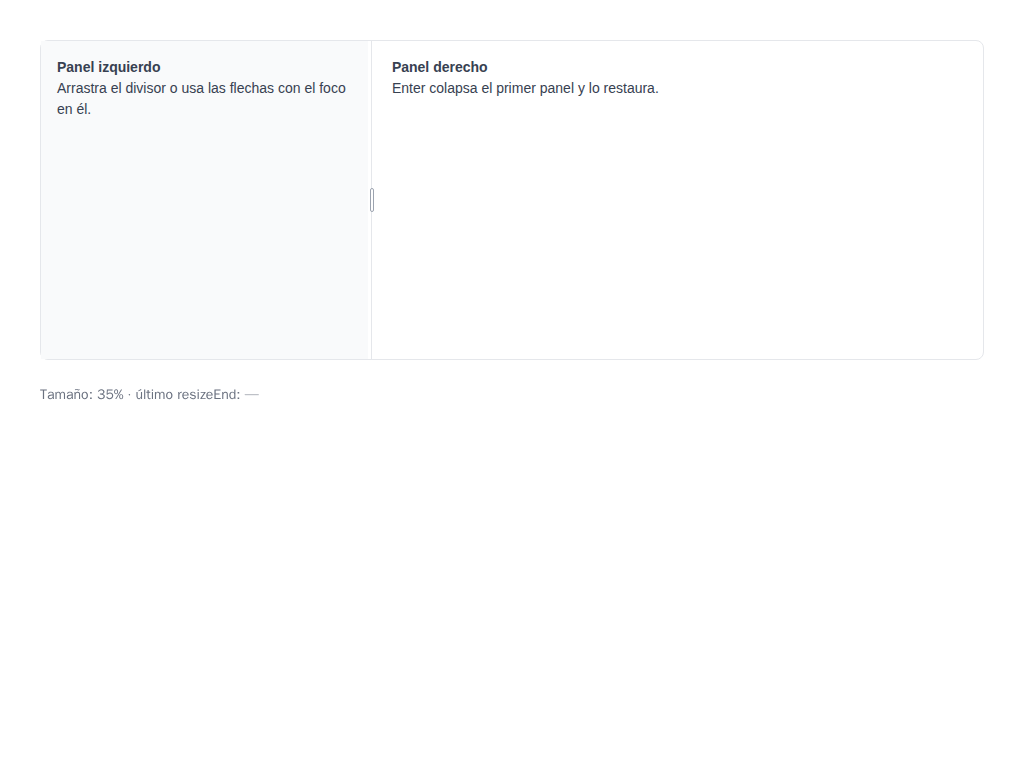 Panel izquierdo
Arrastra el divisor o usa las flechas con el foco
en él.
Panel derecho
Enter colapsa el primer panel y lo restaura.
Tamaño: 35% · último resizeEnd: —